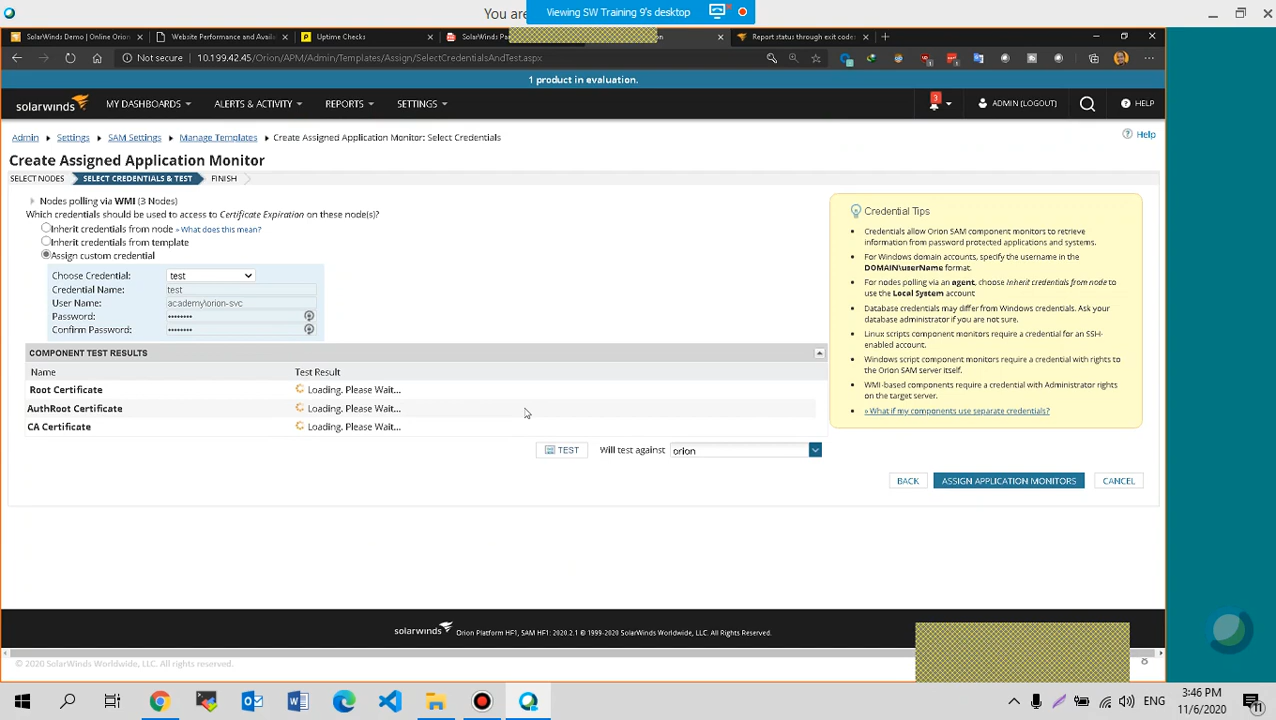 You are
Viewing SW Training 9's desktop
SolarWinds Demo | Online Orion
Website Performance and Avail
Uptime Checks
SolarWinds Pa
Report status through exit code
Not secure 10.199.42.45/Orion/APM/Admin/Templates/Assign/SelectCredentialsAndTest.aspx
1 product in evaluation.
solarwinds MY DASHBOARDS ALERTS & ACTIVITY REPORTS SETTINGS 3 ADMIN (LOGOUT) HELP
Admin Settings SAM Settings Manage Templates Create Assigned Application Monitor: Select Credentials Help
Create Assigned Application Monitor
SELECT NODES SELECT CREDENTIALS & TEST FINISH
Nodes polling via WMI (3 Nodes)
Which credentials should be used to access to Certificate Expiration on these node(s)?
Inherit credentials from node » What does this mean?
Inherit credentials from template
Assign custom credential
Choose Credential: test
Credential Name: test
User Name: academy\orion-svc
Password: ••••••••
Confirm Password: ••••••••
COMPONENT TEST RESULTS
Name Test Result
Root Certificate Loading. Please Wait...
AuthRoot Certificate Loading. Please Wait...
CA Certificate Loading. Please Wait...
TEST Will test against orion
BACK ASSIGN APPLICATION MONITORS CANCEL
Credential Tips
Credentials allow Orion SAM component monitors to retrieve
information from password protected applications and systems.
For Windows domain accounts, specify the username in the
DOMAIN\userName format.
For nodes polling via an agent, choose Inherit credentials from node to
use the Local System account
Database credentials may differ from Windows credentials. Ask your
database administrator if you are not sure.
Linux scripts component monitors require a credential for an SSH-
enabled account.
Windows script component monitors require a credential with rights to
the Orion SAM server itself.
WMI-based components require a credential with Administrator rights
on the target server.
» What if my components use separate credentials?
solarwinds Orion Platform HF1, SAM HF1: 2020.2.1 © 1999-2020 SolarWinds Worldwide, LLC. All Rights Reserved.
© 2020 SolarWinds Worldwide, LLC. All rights reserved.
ENG
3:46 PM
11/6/2020